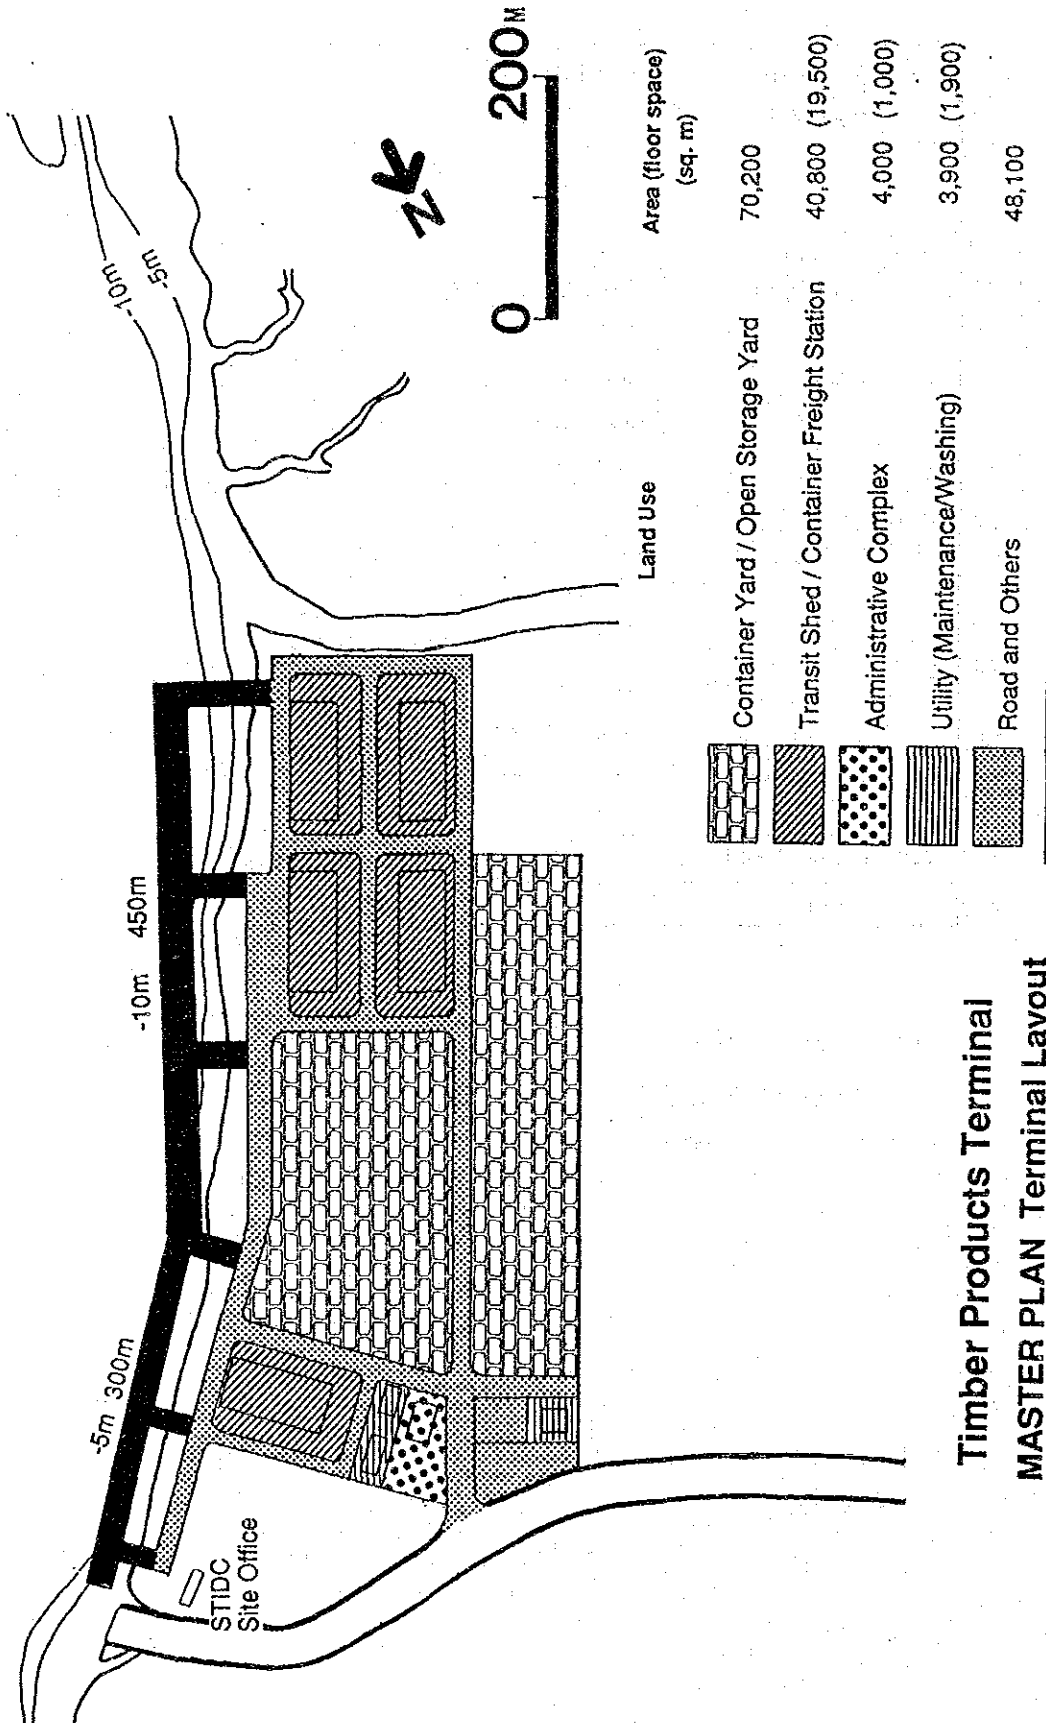 -10m
-5m
-10m 450m
-5m 300m
STIDC
Site Office
N
0 200M
Land Use
Area (floor space)
(sq. m)
Container Yard / Open Storage Yard 70,200
Transit Shed / Container Freight Station 40,800 (19,500)
Administrative Complex 4,000 (1,000)
Utility (Maintenance/Washing) 3,900 (1,900)
Road and Others 48,100
Timber Products Terminal
MASTER PLAN Terminal Layout